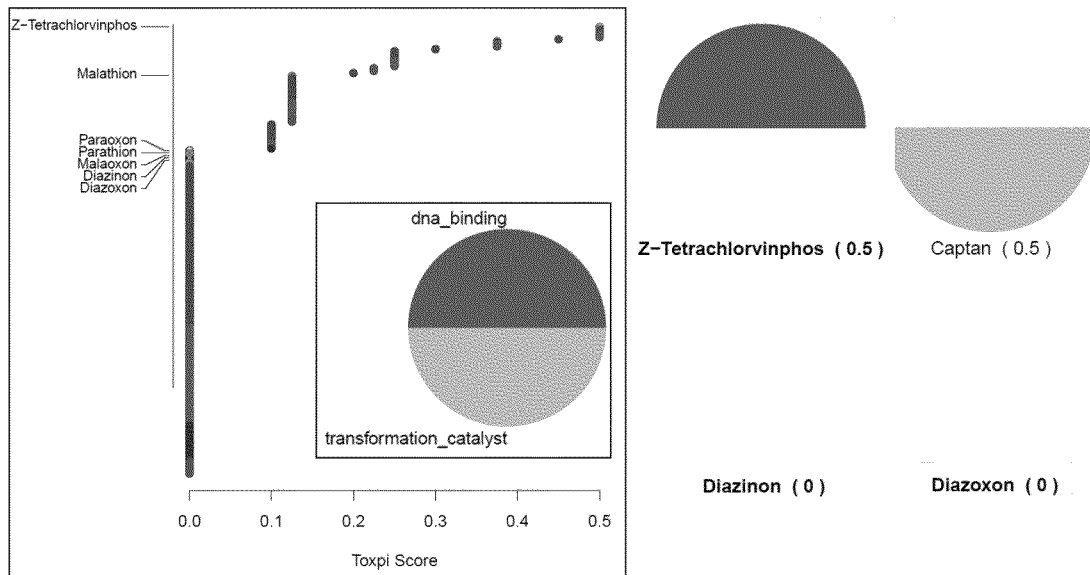 Z−Tetrachlorvinphos
Malathion
Paraoxon
Parathion
Malaoxon
Diazinon
Diazoxon
dna_binding
transformation_catalyst
0.0 0.1 0.2 0.3 0.4 0.5
Toxpi Score
Z−Tetrachlorvinphos ( 0.5 ) Captan ( 0.5 )
Diazinon ( 0 ) Diazoxon ( 0 )